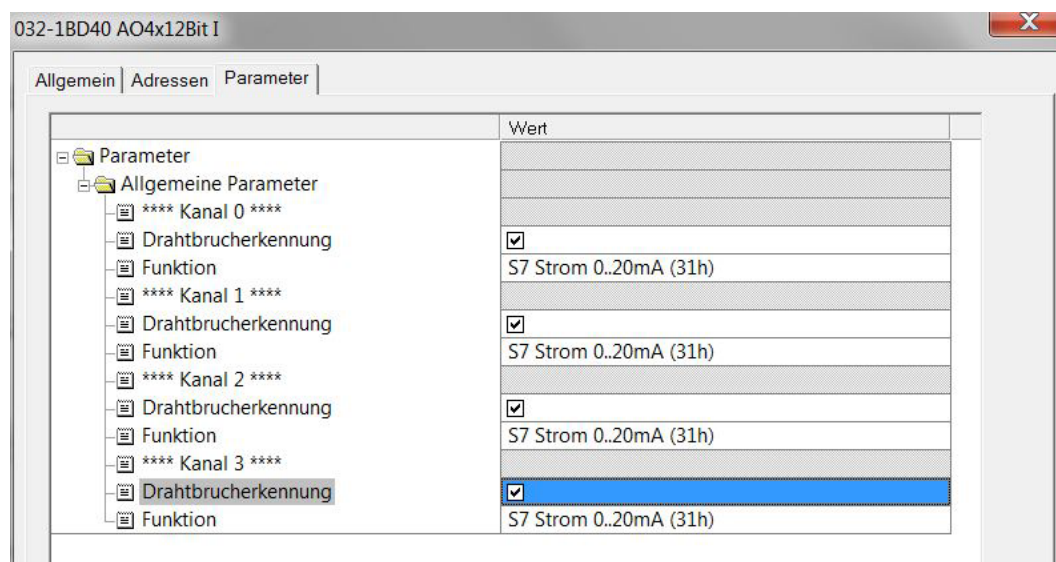 032-1BD40 AO4x12Bit I
Allgemein Adressen Parameter
Wert
Parameter
Allgemeine Parameter
**** Kanal 0 ****
Drahtbrucherkennung
Funktion S7 Strom 0..20mA (31h)
**** Kanal 1 ****
Drahtbrucherkennung
Funktion S7 Strom 0..20mA (31h)
**** Kanal 2 ****
Drahtbrucherkennung
Funktion S7 Strom 0..20mA (31h)
**** Kanal 3 ****
Drahtbrucherkennung
Funktion S7 Strom 0..20mA (31h)